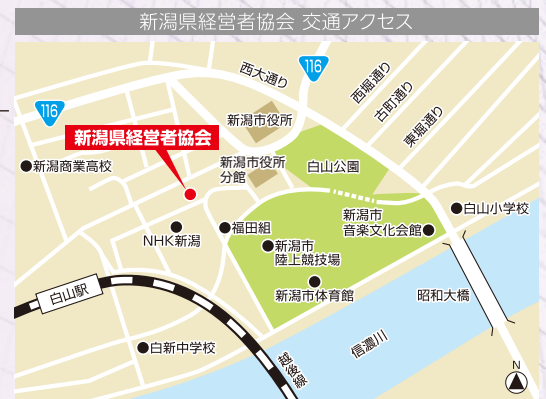 新潟県経営者協会 交通アクセス
116
西大通り
西堀通り
古町通り
東堀通り
116
新潟市役所
新潟県経営者協会
新潟商業高校
新潟市役所
分館
白山公園
白山小学校
新潟市
音楽文化会館
福田組
NHK新潟
新潟市
陸上競技場
新潟市体育館
昭和大橋
白山駅
信濃川
白新中学校
越後線
N